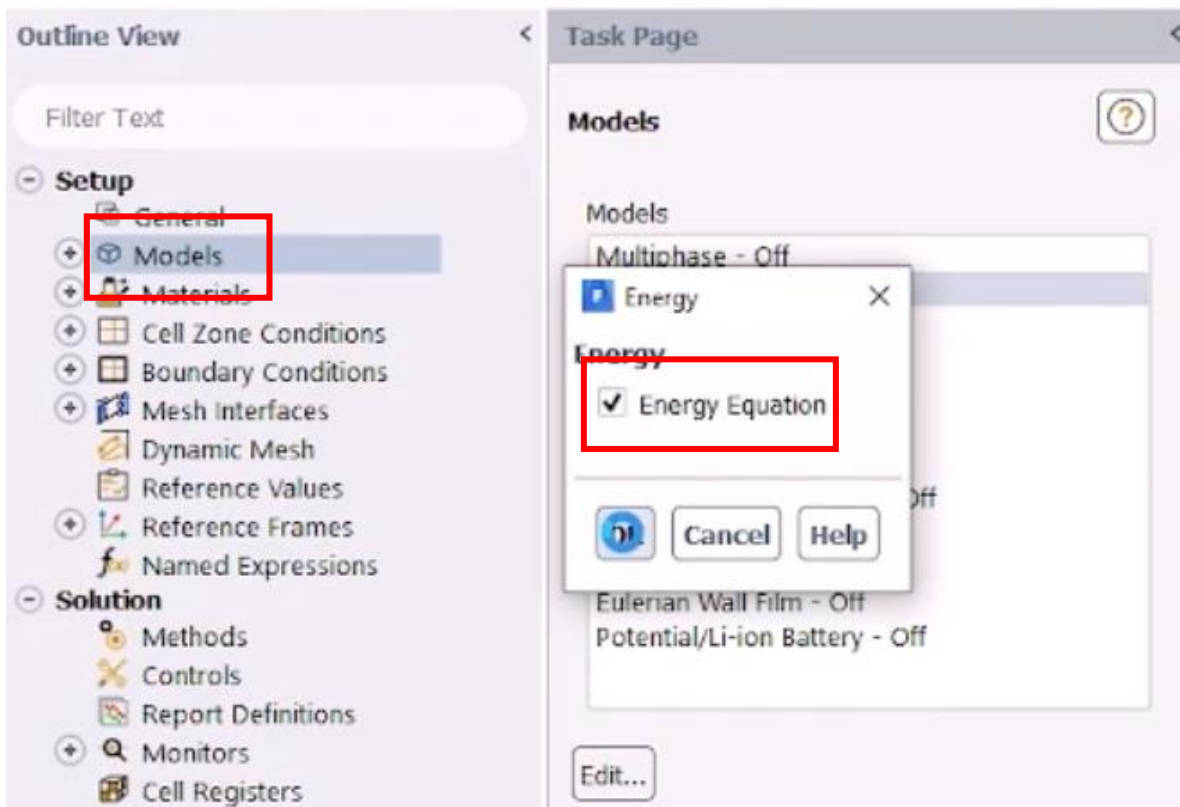 Outline View
Filter Text
Setup
General
Models
Materials
Cell Zone Conditions
Boundary Conditions
Mesh Interfaces
Dynamic Mesh
Reference Values
Reference Frames
Named Expressions
Solution
Methods
Controls
Report Definitions
Monitors
Cell Registers
Task Page
Models
Models
Multiphase - Off
Energy
Energy
Energy Equation
Cancel Help
Off
Eulerian Wall Film - Off
Potential/Li-ion Battery - Off
Edit...